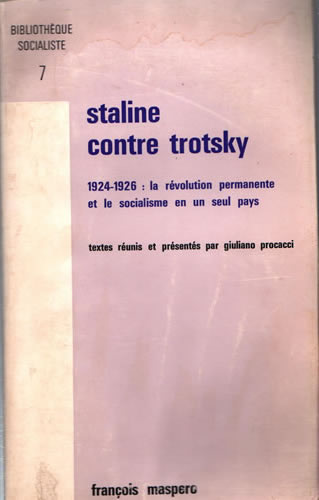 BIBLIOTHÈQUE
SOCIALISTE
7
staline
contre trotsky
1924-1926 : la révolution permanente
et le socialisme en un seul pays
textes réunis et présentés par giuliano procacci
françois maspero